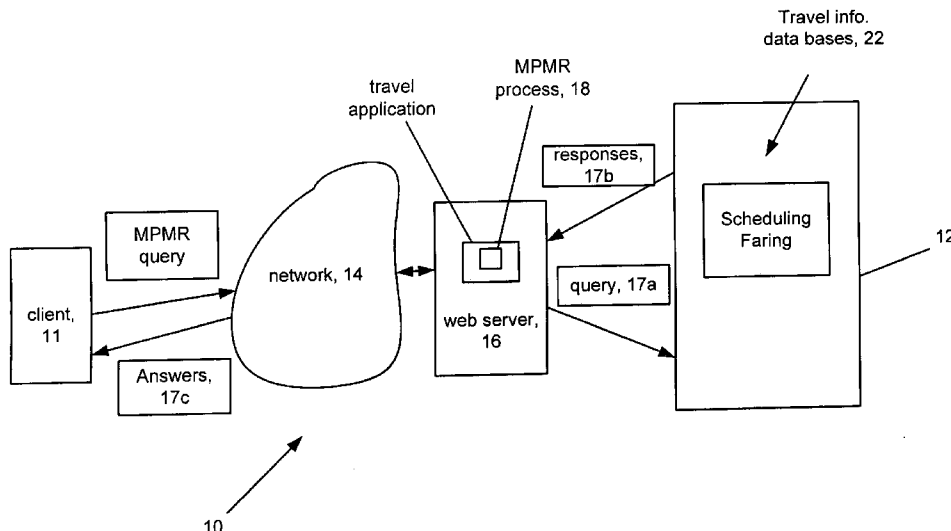 Travel info.
data bases, 22
MPMR
process, 18
travel
application
responses,
17b
Scheduling
Faring
MPMR
query
network, 14
12
query, 17a
client,
11
web server,
16
Answers,
17c
10